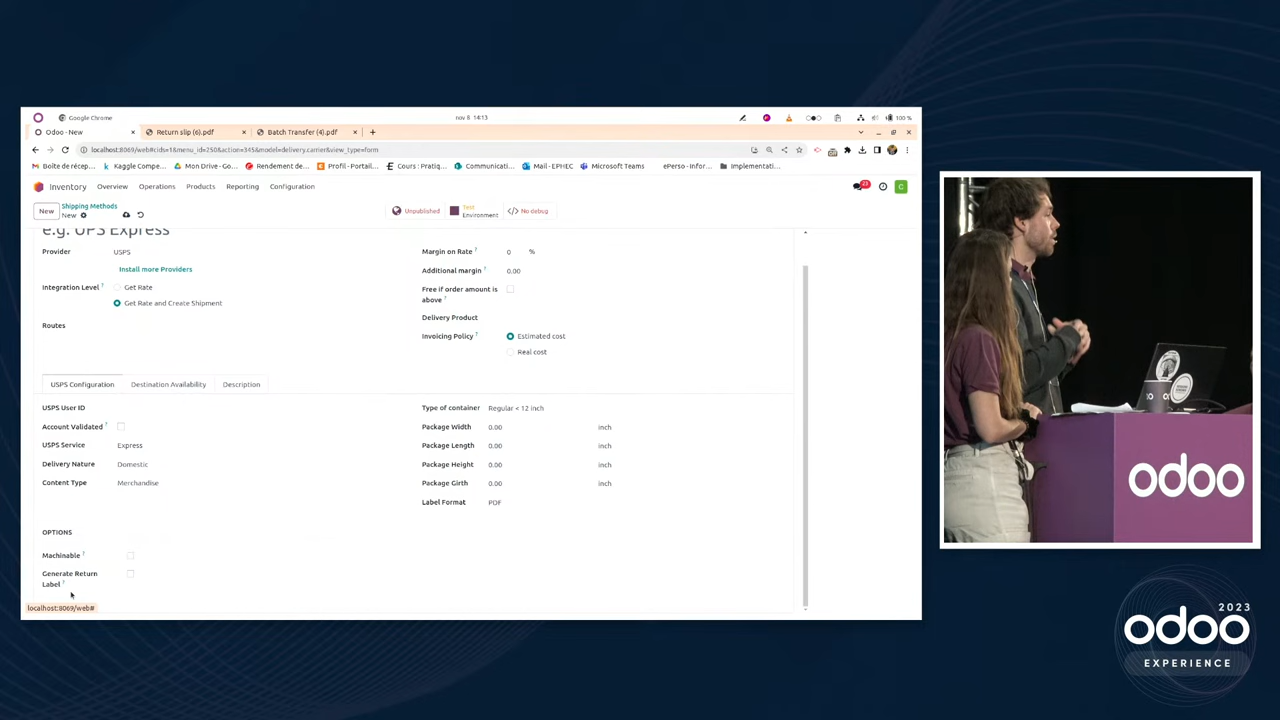 Google Chrome
nov 8 14:13
100 %
Odoo - New
Return slip (6).pdf
Batch Transfer (4).pdf
localhost:8069/web#cids=1&menu_id=250&action=345&model=delivery.carrier&view_type=form
Boîte de récep...
Kaggle Compe...
Mon Drive - Go...
Rendement de...
Profil - Portail...
Cours : Pratiq...
Communicati...
Mail - EPHEC
Microsoft Teams
ePerso - Infor...
Implementati...
Inventory
Overview
Operations
Products
Reporting
Configuration
23
C
New
Shipping Methods
New
Unpublished
Test
Environment
No debug
e.g. UPS Express
Provider
USPS
Install more Providers
Integration Level ?
Get Rate
Get Rate and Create Shipment
Routes
Margin on Rate ?
0 %
Additional margin ?
0.00
Free if order amount is
above ?
Delivery Product
Invoicing Policy ?
Estimated cost
Real cost
USPS Configuration
Destination Availability
Description
USPS User ID
Account Validated ?
USPS Service
Express
Delivery Nature
Domestic
Content Type
Merchandise
Type of container
Regular < 12 inch
Package Width
0.00 inch
Package Length
0.00 inch
Package Height
0.00 inch
Package Girth
0.00 inch
Label Format
PDF
OPTIONS
Machinable ?
Generate Return
Label ?
localhost:8069/web#
odoo
2023
odoo
EXPERIENCE